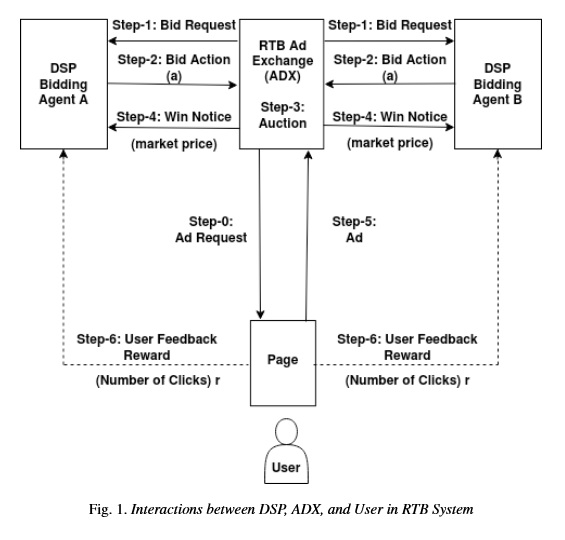 Step-1: Bid Request
Step-1: Bid Request
DSP
Bidding
Agent A
Step-2: Bid Action
(a)
RTB Ad
Exchange
(ADX)
Step-3:
Auction
Step-2: Bid Action
(a)
DSP
Bidding
Agent B
Step-4: Win Notice
(market price)
Step-4: Win Notice
(market price)
Step-0:
Ad Request
Step-5:
Ad
Step-6: User Feedback
Reward
(Number of Clicks) r
Page
Step-6: User Feedback
Reward
(Number of Clicks) r
User
Fig. 1. Interactions between DSP, ADX, and User in RTB System